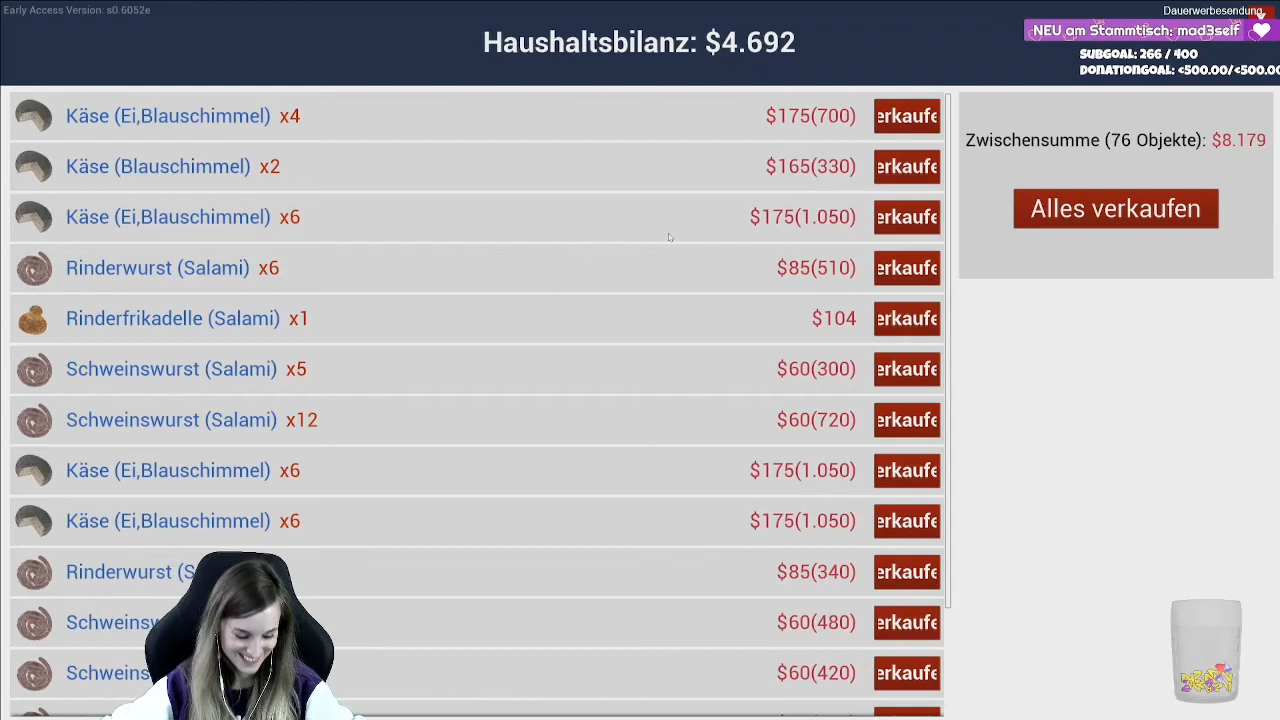 Early Access Version: s0.6052e
Dauerwerbesendung
Haushaltsbilanz: $4.692
NEU am Stammtisch: mad3self
SUBGOAL: 266 / 400
DONATIONGOAL: €500.00/€500.00
Käse (Ei,Blauschimmel) x4 $175(700) erkaufe
Käse (Blauschimmel) x2 $165(330) erkaufe
Käse (Ei,Blauschimmel) x6 $175(1.050) erkaufe
Rinderwurst (Salami) x6 $85(510) erkaufe
Rinderfrikadelle (Salami) x1 $104 erkaufe
Schweinswurst (Salami) x5 $60(300) erkaufe
Schweinswurst (Salami) x12 $60(720) erkaufe
Käse (Ei,Blauschimmel) x6 $175(1.050) erkaufe
Käse (Ei,Blauschimmel) x6 $175(1.050) erkaufe
Rinderwurst (S $85(340) erkaufe
Schweinsw $60(480) erkaufe
Schweins $60(420) erkaufe
Zwischensumme (76 Objekte): $8.179
Alles verkaufen